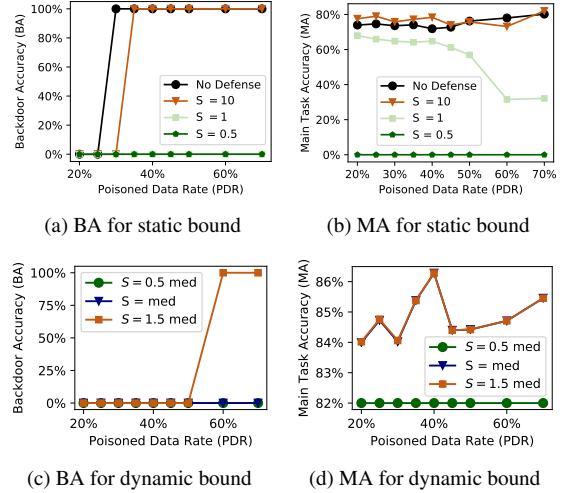 Backdoor Accuracy (BA)
100%
80%
60%
40%
20%
0%
No Defense
S = 10
S = 1
S = 0.5
20%
40%
60%
Poisoned Data Rate (PDR)
(a) BA for static bound
Main Task Accuracy (MA)
80%
60%
40%
20%
0%
No Defense
S = 10
S = 1
S = 0.5
20%
30%
40%
50%
60%
70%
Poisoned Data Rate (PDR)
(b) MA for static bound
Backdoor Accuracy (BA)
100%
75%
50%
25%
0%
S = 0.5 med
S = med
S = 1.5 med
20%
40%
60%
Poisoned Data Rate (PDR)
(c) BA for dynamic bound
Main Task Accuracy (MA)
86%
85%
84%
83%
82%
S = 0.5 med
S = med
S = 1.5 med
20%
40%
60%
Poisoned Data Rate (PDR)
(d) MA for dynamic bound